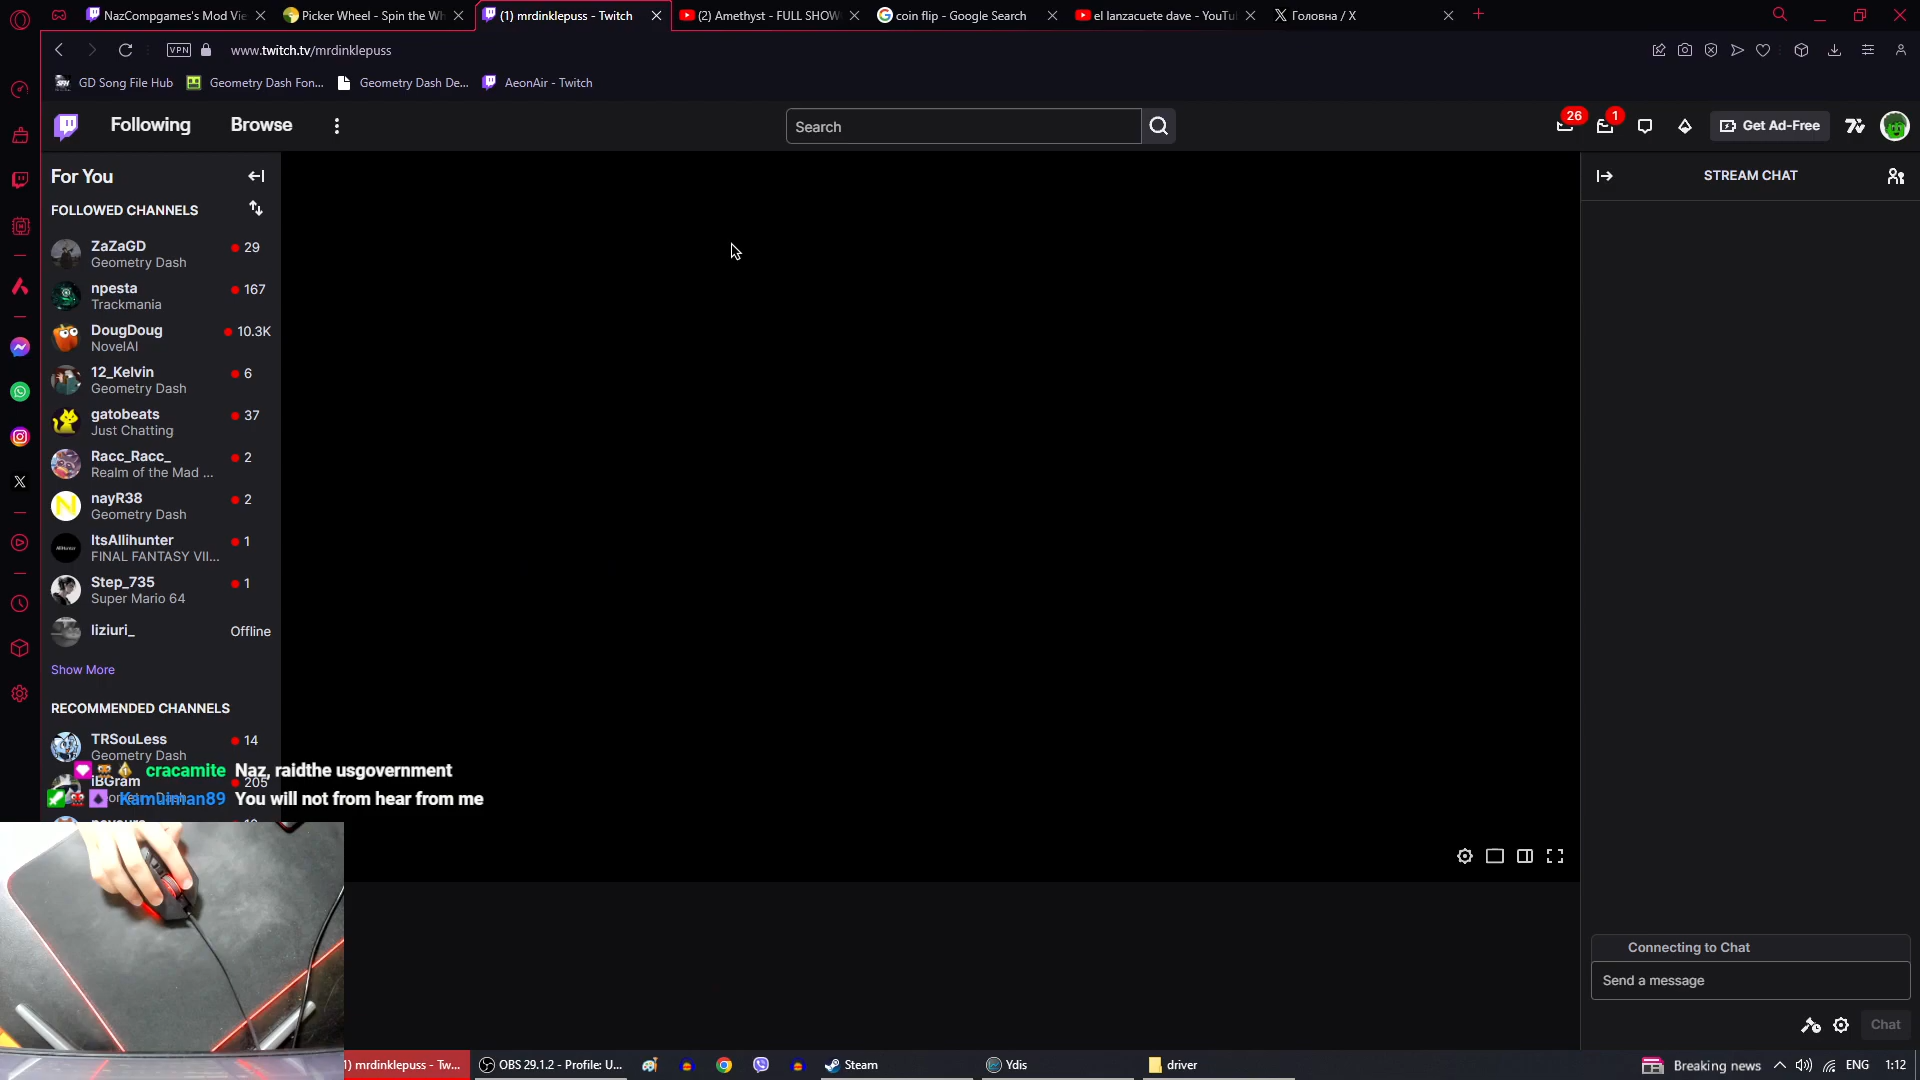 NazCompgames's Mod Vie
Picker Wheel - Spin the Wh
(1) mrdinklepuss - Twitch
(2) Amethyst - FULL SHOW
coin flip - Google Search
el lanzacuete dave - YouTu
Головна / X
VPN
www.twitch.tv/mrdinklepuss
GD Song File Hub
Geometry Dash Fon...
Geometry Dash De...
AeonAir - Twitch
Following
Browse
Search
26
1
Get Ad-Free
For You
STREAM CHAT
FOLLOWED CHANNELS
ZaZaGD
29
Geometry Dash
npesta
167
Trackmania
DougDoug
10.3K
NovelAI
12_Kelvin
6
Geometry Dash
gatobeats
37
Just Chatting
Racc_Racc_
2
Realm of the Mad ...
nayR38
2
Geometry Dash
ItsAllihunter
1
FINAL FANTASY VII...
Step_735
1
Super Mario 64
liziuri_
Offline
Show More
RECOMMENDED CHANNELS
TRSouLess
14
Geometry Dash
cracamite Naz, raidthe usgovernment
iBGram
205
Kamuiman89 You will not from hear from me
Connecting to Chat
Send a message
Chat
1) mrdinklepuss - Tw...
OBS 29.1.2 - Profile: U...
Steam
Ydis
driver
Breaking news
ENG
1:12